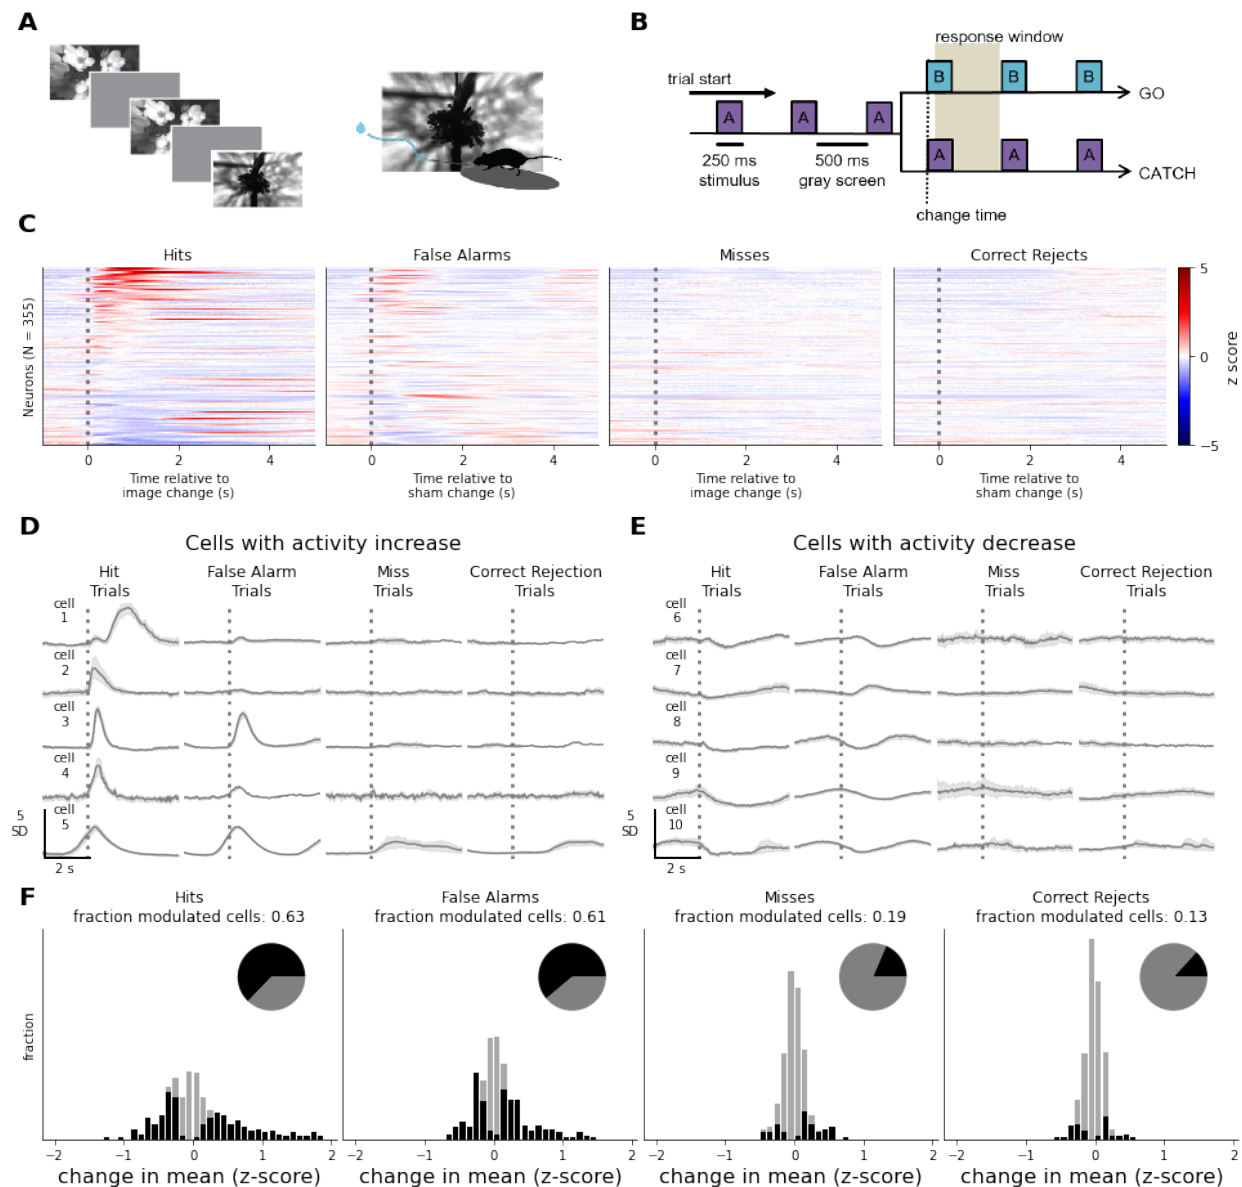 A
B
response window
trial start
B B B
GO
A A A
A A A
CATCH
250 ms
stimulus
500 ms
gray screen
change time
C
Hits
False Alarms
Misses
Correct Rejects
Neurons (N = 355)
5
0
−5
z score
0 2 4
0 2 4
0 2 4
0 2 4
Time relative to
image change (s)
Time relative to
sham change (s)
Time relative to
image change (s)
Time relative to
sham change (s)
D
Cells with activity increase
Hit
Trials
False Alarm
Trials
Miss
Trials
Correct Rejection
Trials
cell
1
cell
2
cell
3
cell
4
cell
5
5
SD
2 s
E
Cells with activity decrease
Hit
Trials
False Alarm
Trials
Miss
Trials
Correct Rejection
Trials
cell
6
cell
7
cell
8
cell
9
cell
10
5
SD
2 s
F
Hits
fraction modulated cells: 0.63
False Alarms
fraction modulated cells: 0.61
Misses
fraction modulated cells: 0.19
Correct Rejects
fraction modulated cells: 0.13
fraction
−2 −1 0 1 2
−2 −1 0 1 2
−2 −1 0 1 2
−2 −1 0 1 2
change in mean (z-score)
change in mean (z-score)
change in mean (z-score)
change in mean (z-score)